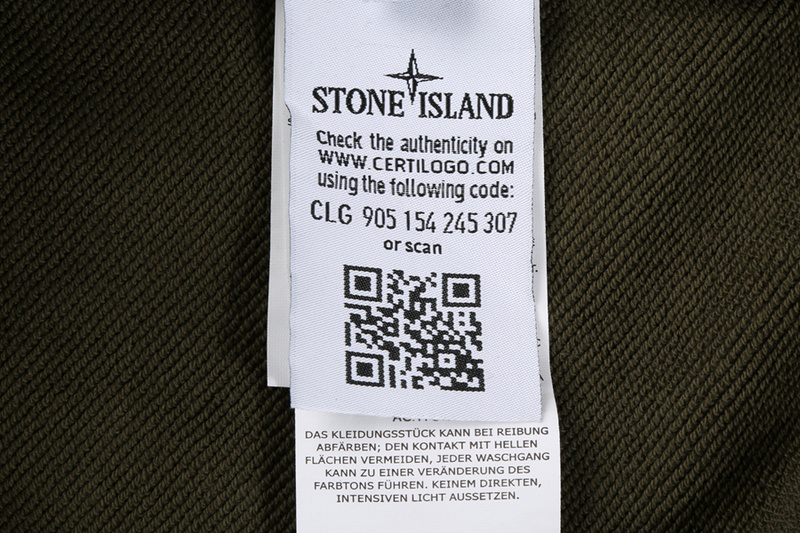 STONE ISLAND
Check the authenticity on
WWW.CERTILOGO.COM
using the following code:
CLG 905 154 245 307
or scan
DAS KLEIDUNGSSTÜCK KANN BEI REIBUNG
ABFÄRBEN; DEN KONTAKT MIT HELLEN
FLÄCHEN VERMEIDEN, JEDER WASCHGANG
KANN ZU EINER VERÄNDERUNG DES
FARBTONS FÜHREN. KEINEM DIREKTEN,
INTENSIVEN LICHT AUSSETZEN.